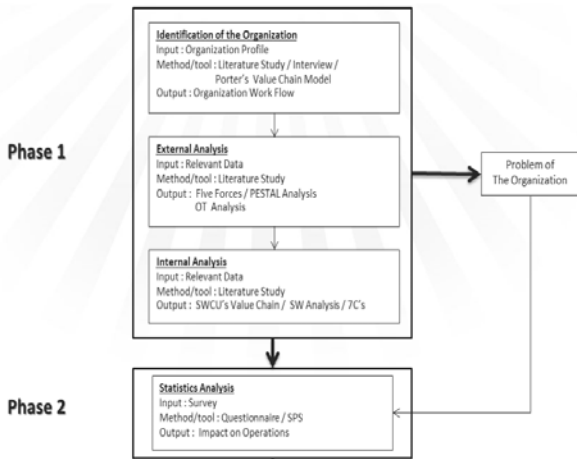 Identification of the Organization
Input : Organization Profile
Method/tool : Literature Study / Interview /
Porter's Value Chain Model
Output : Organization Work Flow
Phase 1
External Analysis
Input : Relevant Data
Method/tool : Literature Study
Output : Five Forces / PESTAL Analysis
OT Analysis
Problem of
The Organization
Internal Analysis
Input : Relevant Data
Method/tool : Literature Study
Output : SWCU's Value Chain / SW Analysis / 7C's
Phase 2
Statistics Analysis
Input : Survey
Method/tool : Questionnaire / SPS
Output : Impact on Operations